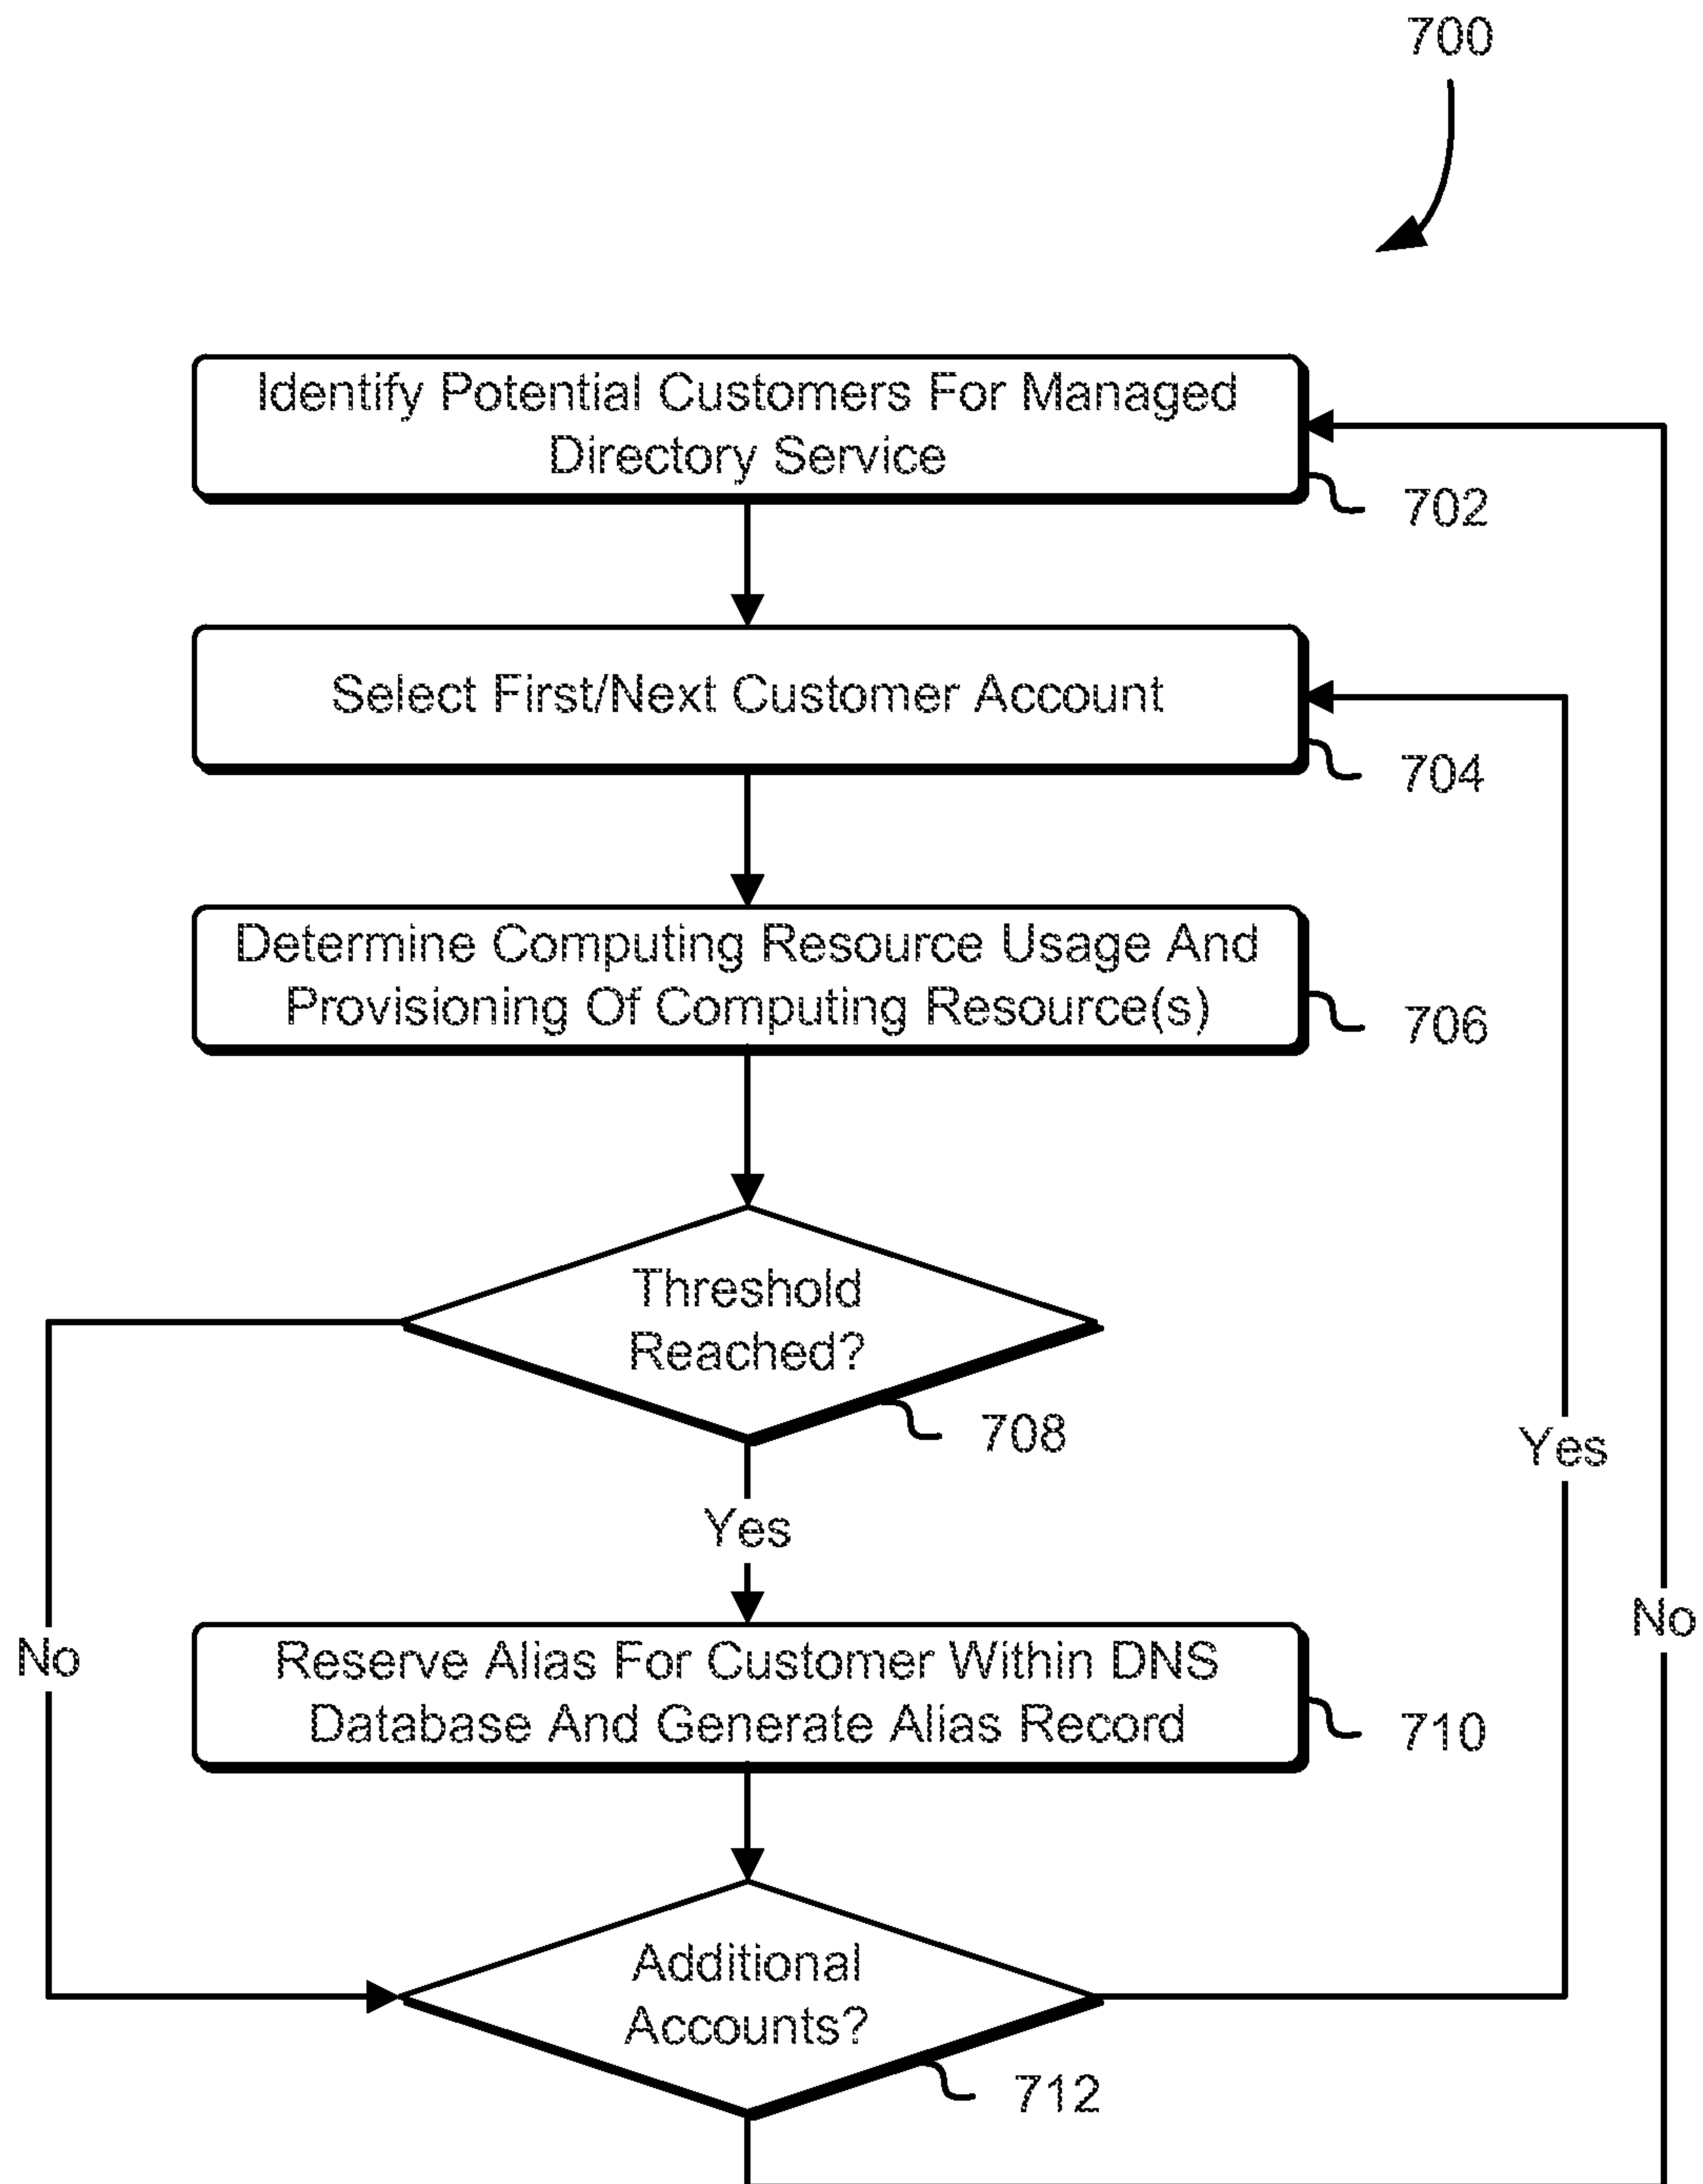 700
Identify Potential Customers For Managed
Directory Service
702
Select First/Next Customer Account
704
Determine Computing Resource Usage And
Provisioning Of Computing Resource(s)
706
Threshold
Reached?
708
Yes
Yes
No
No
Reserve Alias For Customer Within DNS
Database And Generate Alias Record
710
Additional
Accounts?
712